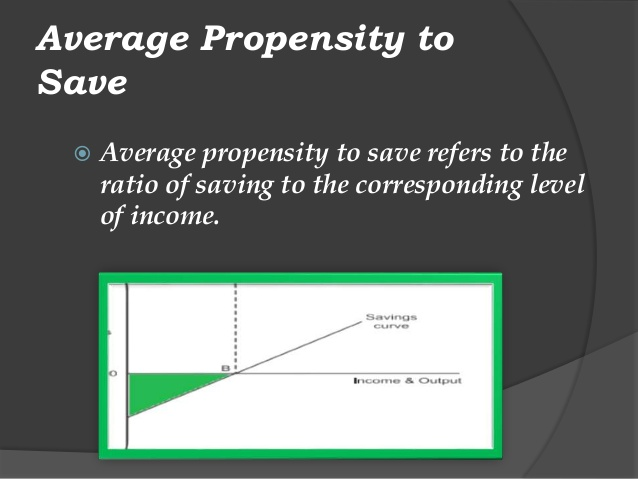 Average Propensity to
Save
Average propensity to save refers to the
ratio of saving to the corresponding level
of income.
Savings
curve
B
O
Income & Output